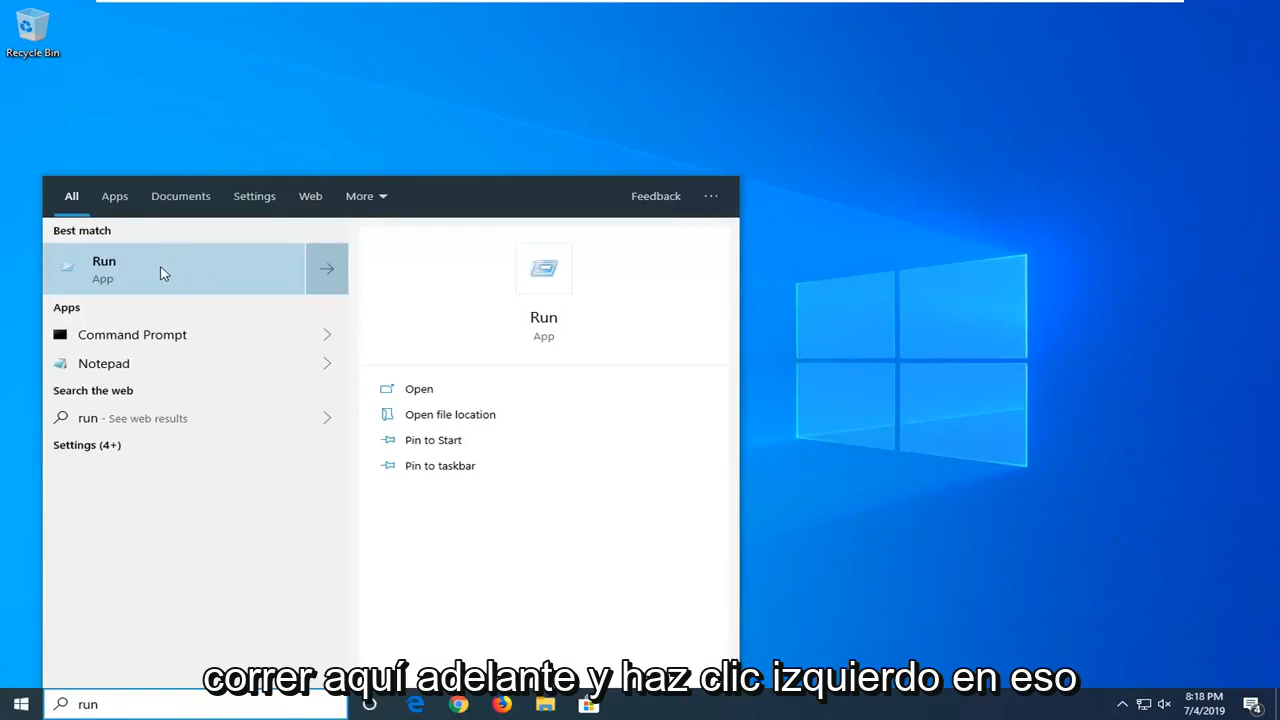 Recycle Bin
All Apps Documents Settings Web More Feedback ...
Best match
Run
App
Apps
Command Prompt
Notepad
Search the web
run - See web results
Settings (4+)
Run
App
Open
Open file location
Pin to Start
Pin to taskbar
correr aquí adelante y haz clic izquierdo en eso
run
8:18 PM
7/4/2019
4